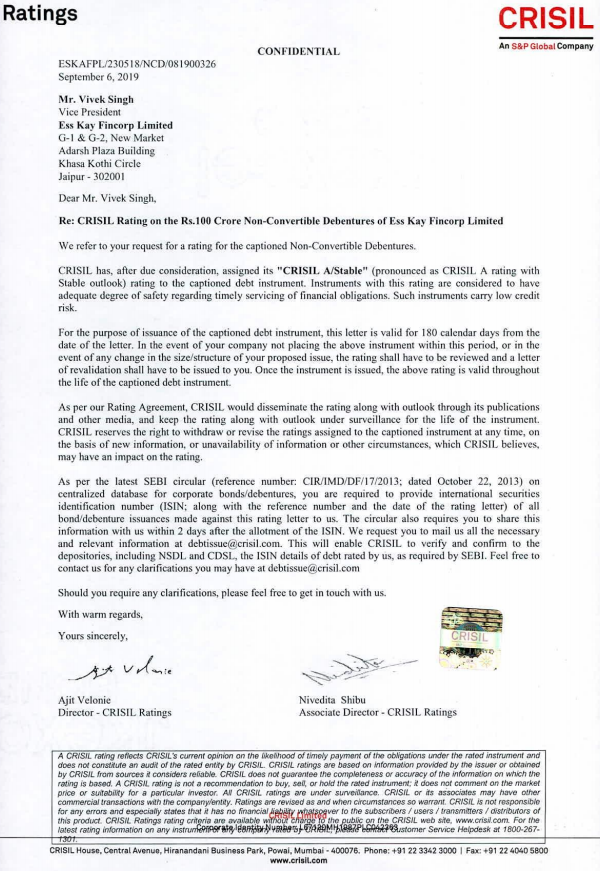 Ratings
CRISIL
An S&P Global Company
CONFIDENTIAL
ESKAFPL/230518/NCD/081900326
September 6, 2019
Mr. Vivek Singh
Vice President
Ess Kay Fincorp Limited
G-1 & G-2, New Market
Adarsh Plaza Building
Khasa Kothi Circle
Jaipur - 302001
Dear Mr. Vivek Singh,
Re: CRISIL Rating on the Rs.100 Crore Non-Convertible Debentures of Ess Kay Fincorp Limited
We refer to your request for a rating for the captioned Non-Convertible Debentures.
CRISIL has, after due consideration, assigned its "CRISIL A/Stable" (pronounced as CRISIL A rating with
Stable outlook) rating to the captioned debt instrument. Instruments with this rating are considered to have
adequate degree of safety regarding timely servicing of financial obligations. Such instruments carry low credit
risk.
For the purpose of issuance of the captioned debt instrument, this letter is valid for 180 calendar days from the
date of the letter. In the event of your company not placing the above instrument within this period, or in the
event of any change in the size/structure of your proposed issue, the rating shall have to be reviewed and a letter
of revalidation shall have to be issued to you. Once the instrument is issued, the above rating is valid throughout
the life of the captioned debt instrument.
As per our Rating Agreement, CRISIL would disseminate the rating along with outlook through its publications
and other media, and keep the rating along with outlook under surveillance for the life of the instrument.
CRISIL reserves the right to withdraw or revise the ratings assigned to the captioned instrument at any time, on
the basis of new information, or unavailability of information or other circumstances, which CRISIL believes,
may have an impact on the rating.
As per the latest SEBI circular (reference number: CIR/IMD/DF/17/2013; dated October 22, 2013) on
centralized database for corporate bonds/debentures, you are required to provide international securities
identification number (ISIN; along with the reference number and the date of the rating letter) of all
bond/debenture issuances made against this rating letter to us. The circular also requires you to share this
information with us within 2 days after the allotment of the ISIN. We request you to mail us all the necessary
and relevant information at debtissue@crisil.com. This will enable CRISIL to verify and confirm to the
depositories, including NSDL and CDSL, the ISIN details of debt rated by us, as required by SEBI. Feel free to
contact us for any clarifications you may have at debtissue@crisil.com
Should you require any clarifications, please feel free to get in touch with us.
With warm regards,
Yours sincerely,
CRISIL
Ajit Velonie
Nivedita
Ajit Velonie
Nivedita Shibu
Director - CRISIL Ratings
Associate Director - CRISIL Ratings
A CRISIL rating reflects CRISIL's current opinion on the likelihood of timely payment of the obligations under the rated instrument and
does not constitute an audit of the rated entity by CRISIL. CRISIL ratings are based on information provided by the issuer or obtained
by CRISIL from sources it considers reliable. CRISIL does not guarantee the completeness or accuracy of the information on which the
rating is based. A CRISIL rating is not a recommendation to buy, sell, or hold the rated instrument; it does not comment on the market
price or suitability for a particular investor. All CRISIL ratings are under surveillance. CRISIL or its associates may have other
commercial transactions with the company/entity. Ratings are revised as and when circumstances so warrant. CRISIL is not responsible
for any errors and especially states that it has no financial liability whatsoever to the subscribers / users / transmitters / distributors of
this product. CRISIL Ratings rating criteria are available without charge to the public on the CRISIL web site, www.crisil.com. For the
latest rating information on any instrument of any company rated by CRISIL, please contact Customer Service Helpdesk at 1800-267-
1301.
CRISIL Limited
Corporate Identity Number:
CRISIL House, Central Avenue, Hiranandani Business Park, Powai, Mumbai - 400076. Phone: +91 22 3342 3000 | Fax: +91 22 4040 5800
www.crisil.com